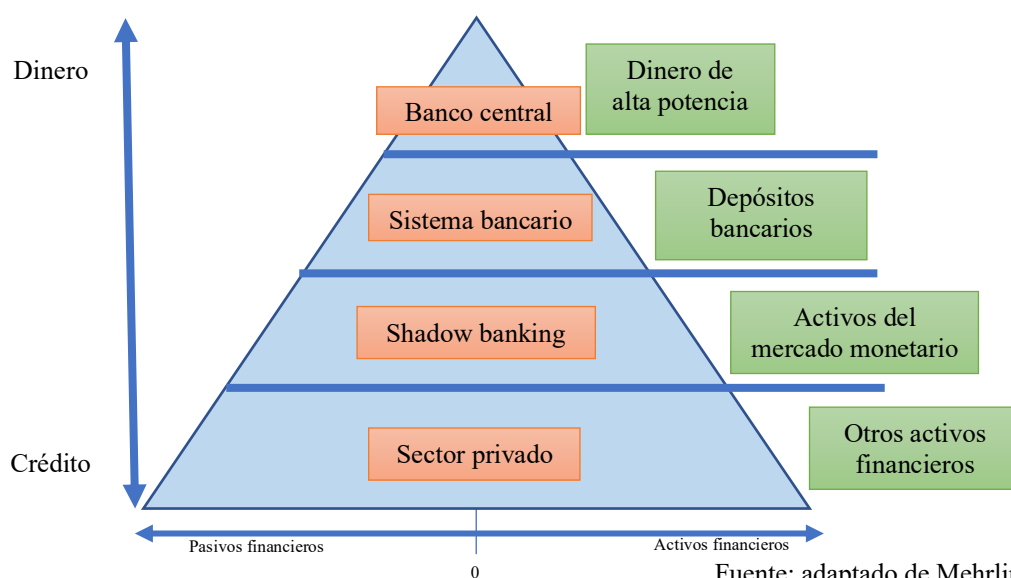 Dinero
Banco central
Dinero de
alta potencia
Sistema bancario
Depósitos
bancarios
Shadow banking
Activos del
mercado monetario
Crédito
Sector privado
Otros activos
financieros
Pasivos financieros
Activos financieros
0
Fuente: adaptado de